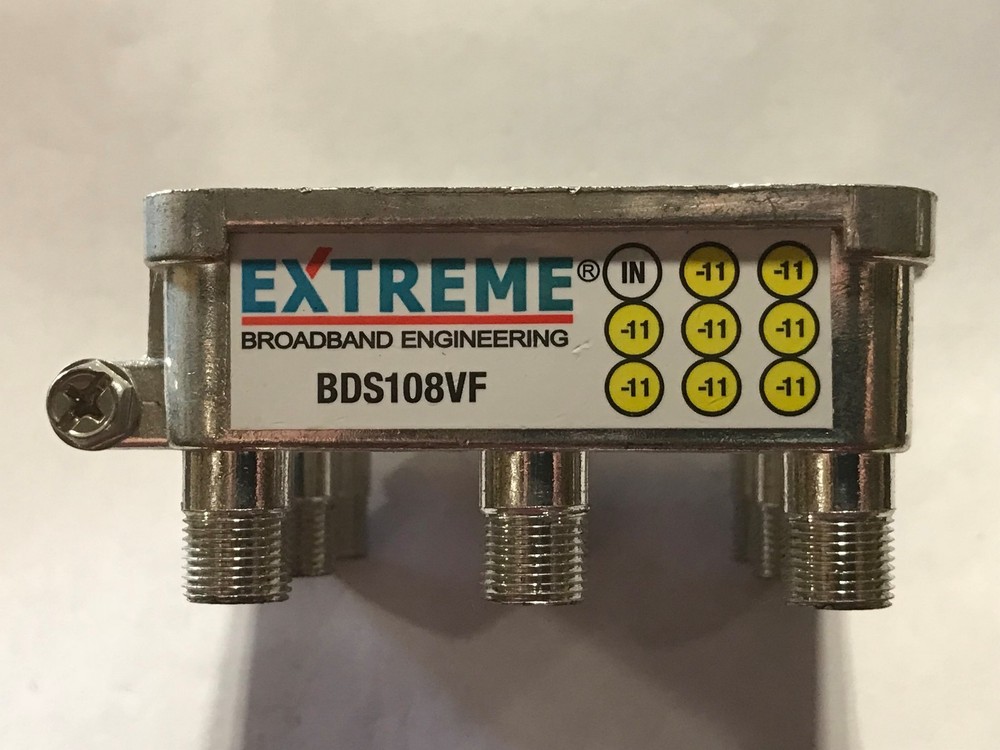 EXTREME®
BROADBAND ENGINEERING
BDS108VF
IN -11 -11
-11 -11 -11
-11 -11 -11